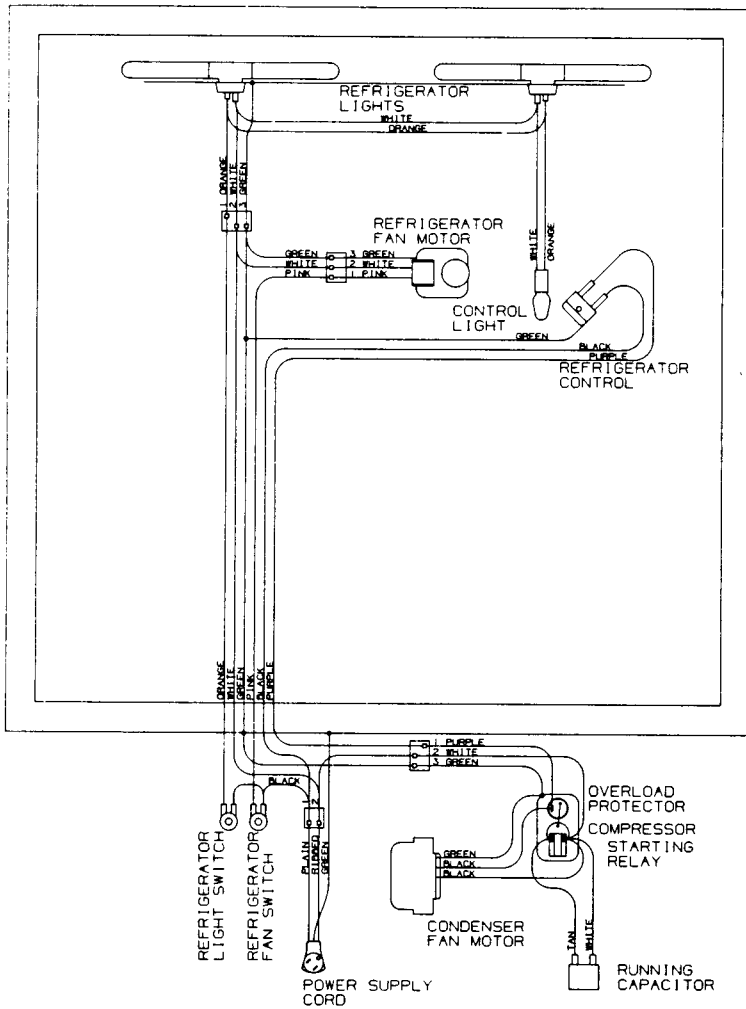 REFRIGERATOR
LIGHTS
WHITE
ORANGE
1 ORANGE
2 WHITE
3 GREEN
REFRIGERATOR
FAN MOTOR
GREEN 3 GREEN
WHITE 2 WHITE
PINK 1 PINK
WHITE
ORANGE
CONTROL
LIGHT
GREEN
BLACK
PURPLE
REFRIGERATOR
CONTROL
ORANGE
WHITE
GREEN
PINK
BLACK
PURPLE
1 PURPLE
2 WHITE
3 GREEN
BLACK
1
2
OVERLOAD
PROTECTOR
COMPRESSOR
STARTING
RELAY
PLAIN
RIBBED
GREEN
GREEN
BLACK
BLACK
REFRIGERATOR
LIGHT SWITCH
REFRIGERATOR
FAN SWITCH
CONDENSER
FAN MOTOR
TAN
WHITE
POWER SUPPLY
CORD
RUNNING
CAPACITOR